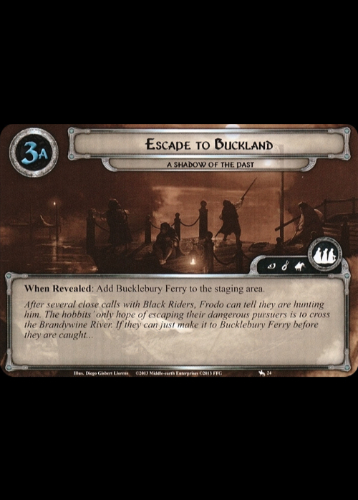 3A
ESCAPE TO BUCKLAND
A SHADOW OF THE PAST
When Revealed: Add Bucklebury Ferry to the staging area.
After several close calls with Black Riders, Frodo can tell they are hunting
him. The hobbits' only hope of escaping their dangerous pursuers is to cross
the Brandywine River. If they can just make it to Bucklebury Ferry before
they are caught...
Illus. Diego Gisbert Llorens ©2013 Middle-earth Enterprises ©2013 FFG 24